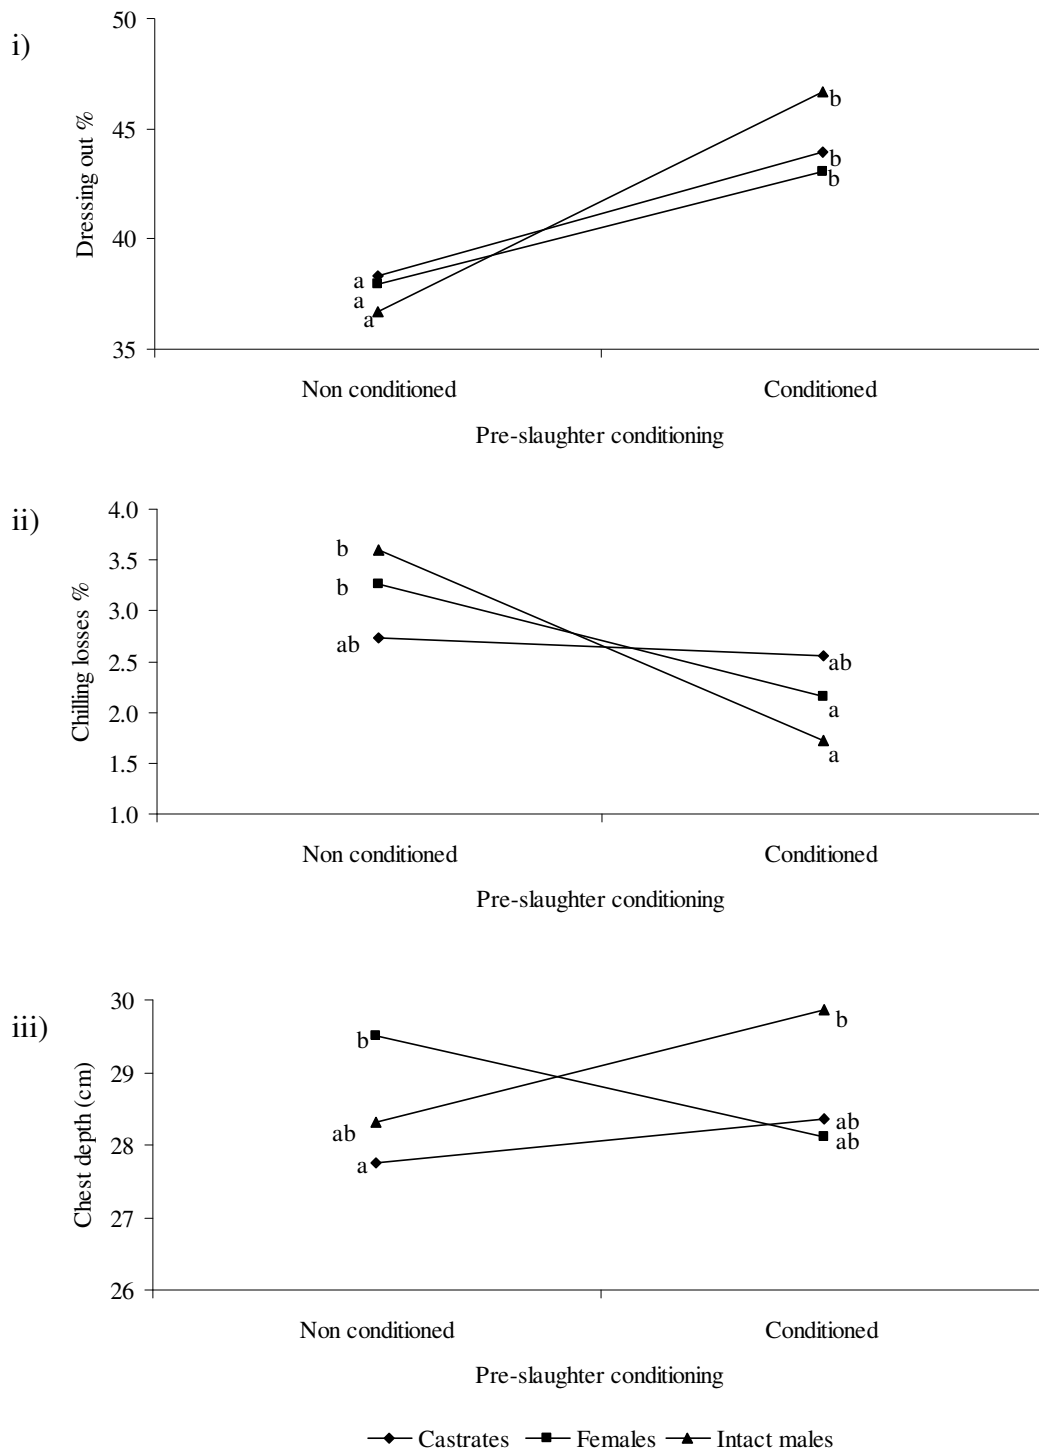 i)
Dressing out %
50
45
40
35
a
a
a
b
b
b
Non conditioned
Conditioned
Pre-slaughter conditioning
ii)
Chilling losses %
4.0
3.5
3.0
2.5
2.0
1.5
1.0
b
b
ab
ab
a
a
Non conditioned
Conditioned
Pre-slaughter conditioning
iii)
Chest depth (cm)
30
29
28
27
26
b
ab
a
b
ab
ab
Non conditioned
Conditioned
Pre-slaughter conditioning
Castrates Females Intact males